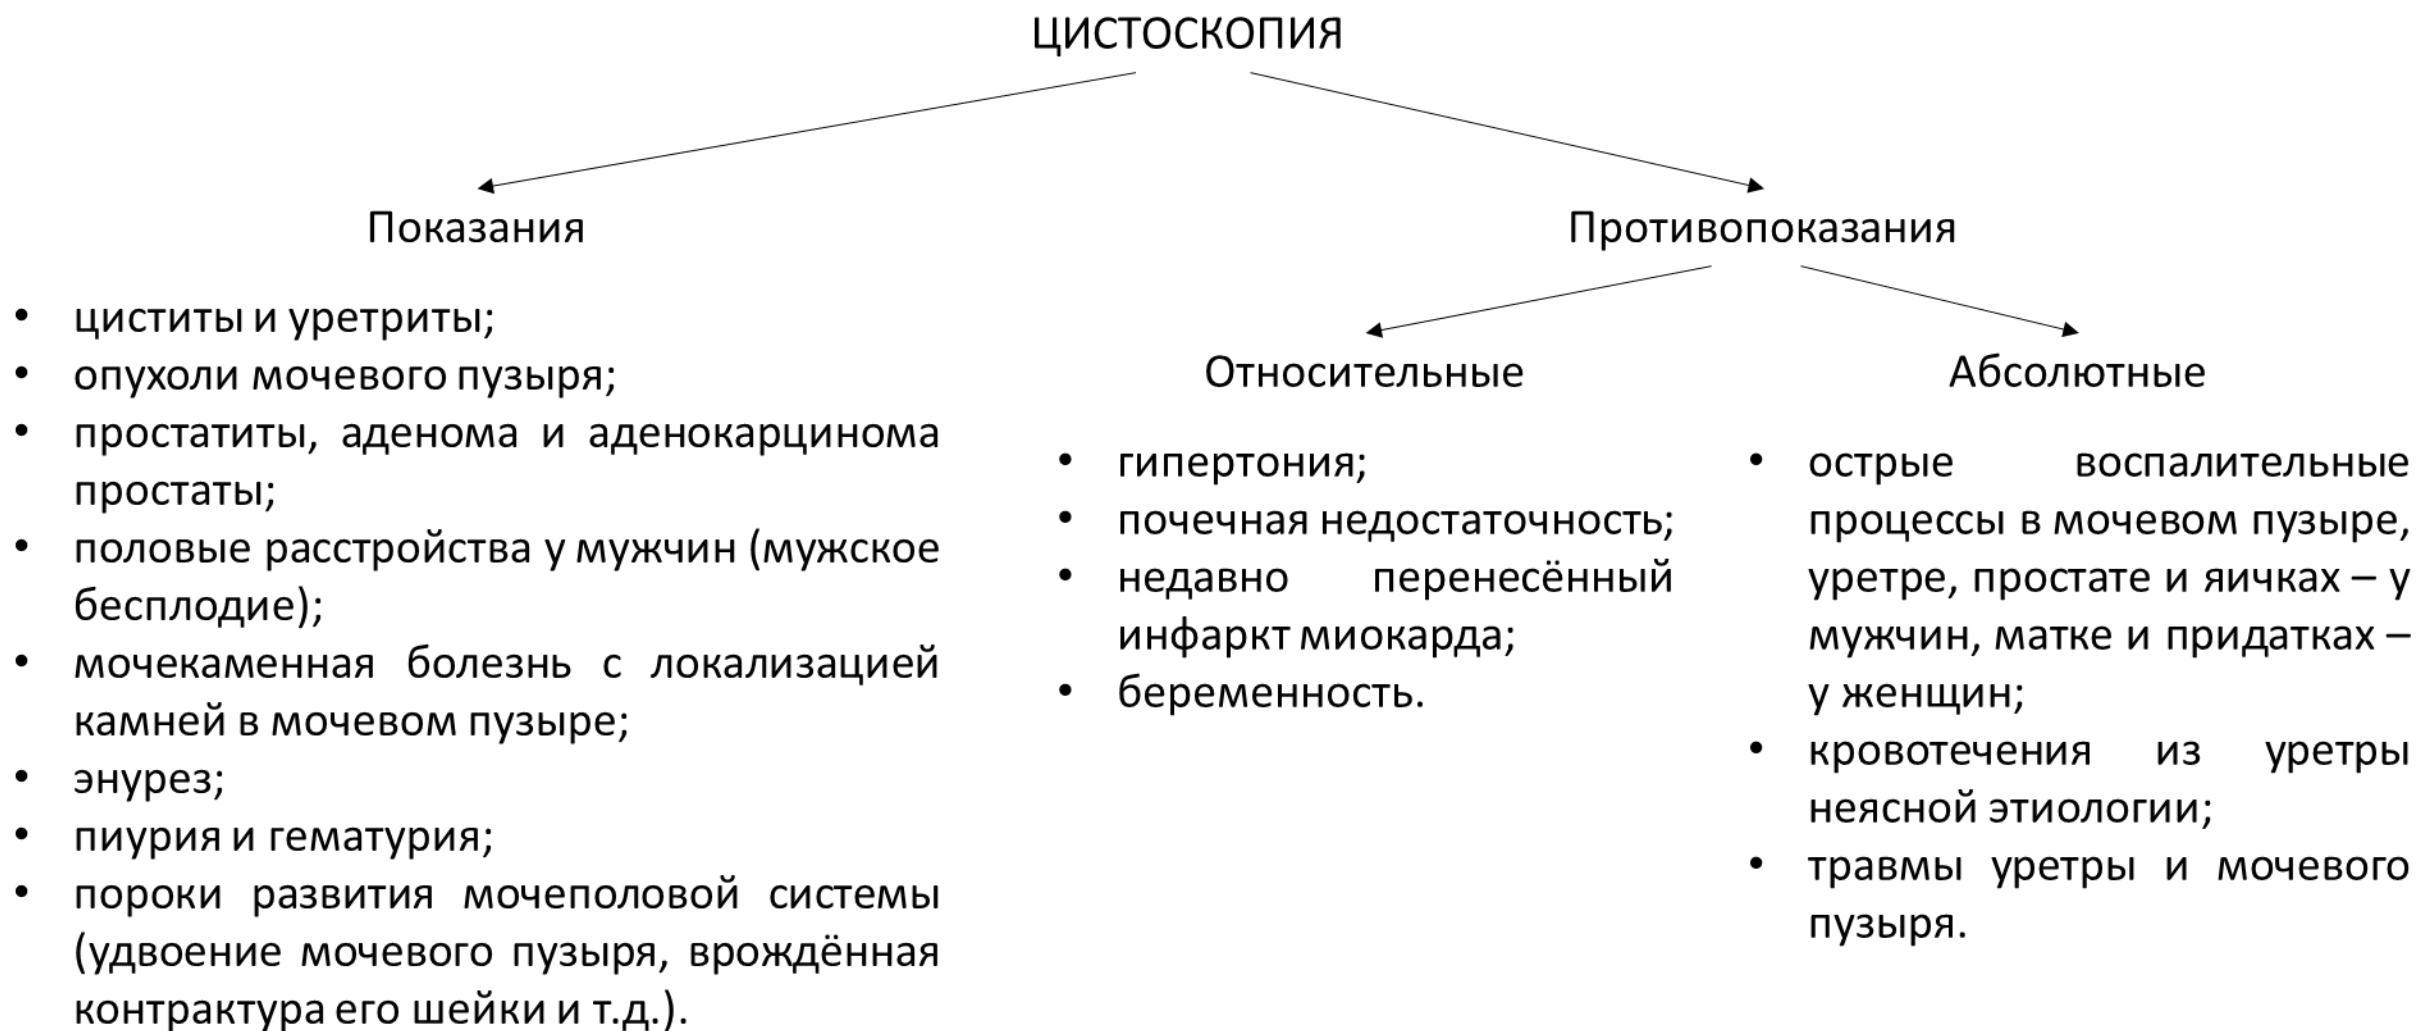 ЦИСТОСКОПИЯ
Показания
• циститы и уретриты;
• опухоли мочевого пузыря;
• простатиты, аденома и аденокарцинома
простаты;
• половые расстройства у мужчин (мужское
бесплодие);
• мочекаменная болезнь с локализацией
камней в мочевом пузыре;
• энурез;
• пиурия и гематурия;
• пороки развития мочеполовой системы
(удвоение мочевого пузыря, врождённая
контрактура его шейки и т.д.).
Противопоказания
Относительные
• гипертония;
• почечная недостаточность;
• недавно перенесённый
инфаркт миокарда;
• беременность.
Абсолютные
• острые воспалительные
процессы в мочевом пузыре,
уретре, простате и яичках – у
мужчин, матке и придатках –
у женщин;
• кровотечения из уретры
неясной этиологии;
• травмы уретры и мочевого
пузыря.